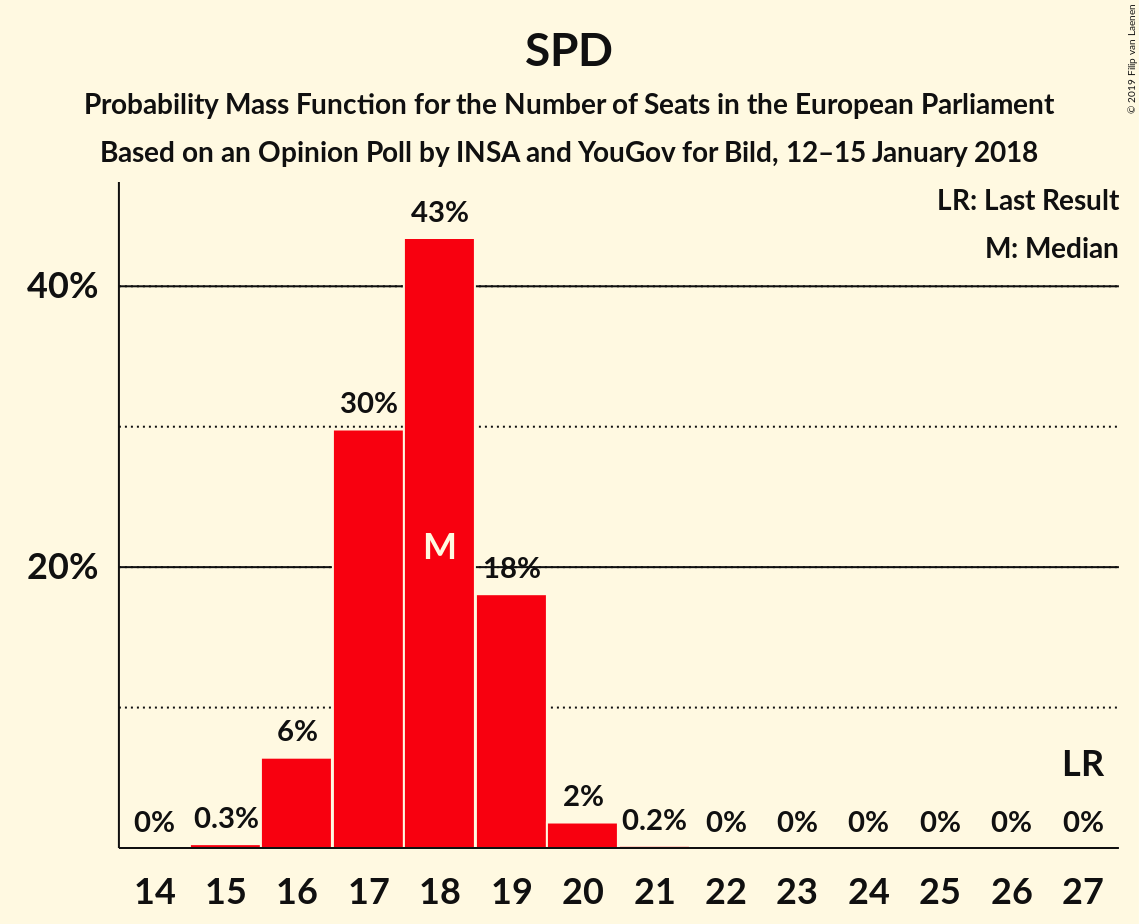 SPD
Probability Mass Function for the Number of Seats in the European Parliament
Based on an Opinion Poll by INSA and YouGov for Bild, 12–15 January 2018
© 2019 Filip van Laenen
LR: Last Result
M: Median
43%
40%
30%
M
20%
18%
6%
LR
0% 0.3% 2% 0.2% 0% 0% 0% 0% 0% 0%
14 15 16 17 18 19 20 21 22 23 24 25 26 27